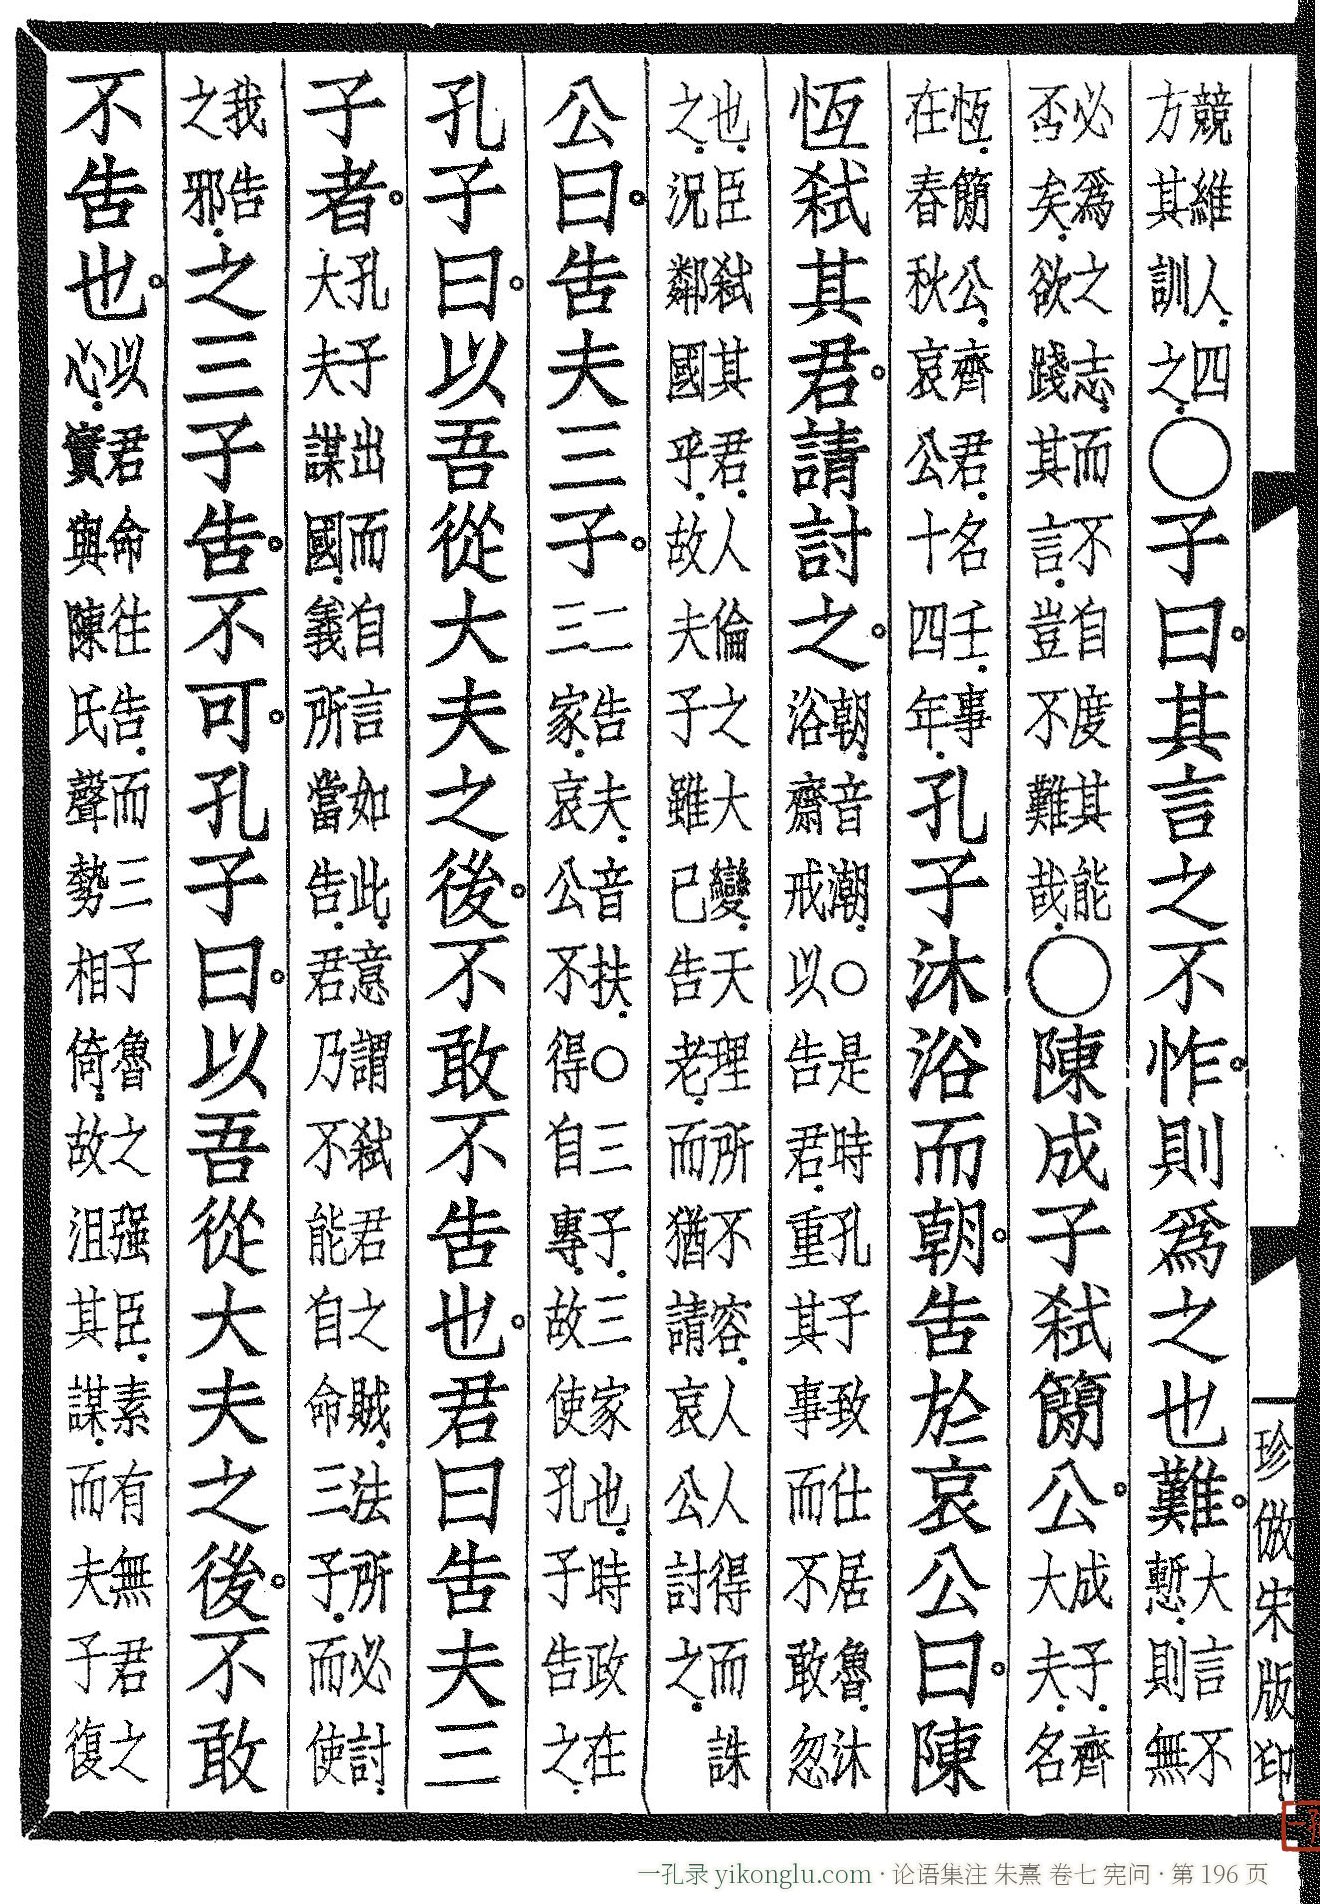 珍倣宋版印
競維人四方其訓之○子曰。其言之不怍。則爲之也難。大言不慙則無
必爲之志而不自度其能否矣欲踐其言豈不難哉○陳成子弒簡公。成子齊大夫名
恆簡公齊君名壬事在春秋哀公十四年孔子沐浴而朝。告於哀公曰。陳
恆弒其君。請討之。朝音潮○是時孔子致仕居魯沐浴齋戒以告君重其事而不敢忽
也臣弒其君人倫之大變天理所不容人人得而誅之況鄰國乎故夫子雖已告老而猶請哀公討之
公曰。告夫三子。二告夫音扶○三子三家也時政在三家哀公不得自專故使孔子告之
孔子曰。以吾從大夫之後。不敢不告也。君曰告夫三
子者。孔子出而自言如此意謂弒君之賊法所必討大夫謀國義所當告君乃不能自命三子而使
我告之邪之三子告。不可。孔子曰。以吾從大夫之後。不敢
不告也。以君命往告而三子魯之强臣素有無君之心實與陳氏聲勢相倚故沮其謀而夫子復
一孔录 yikonglu.com · 论语集注 朱熹 卷七 宪问 · 第 196 页